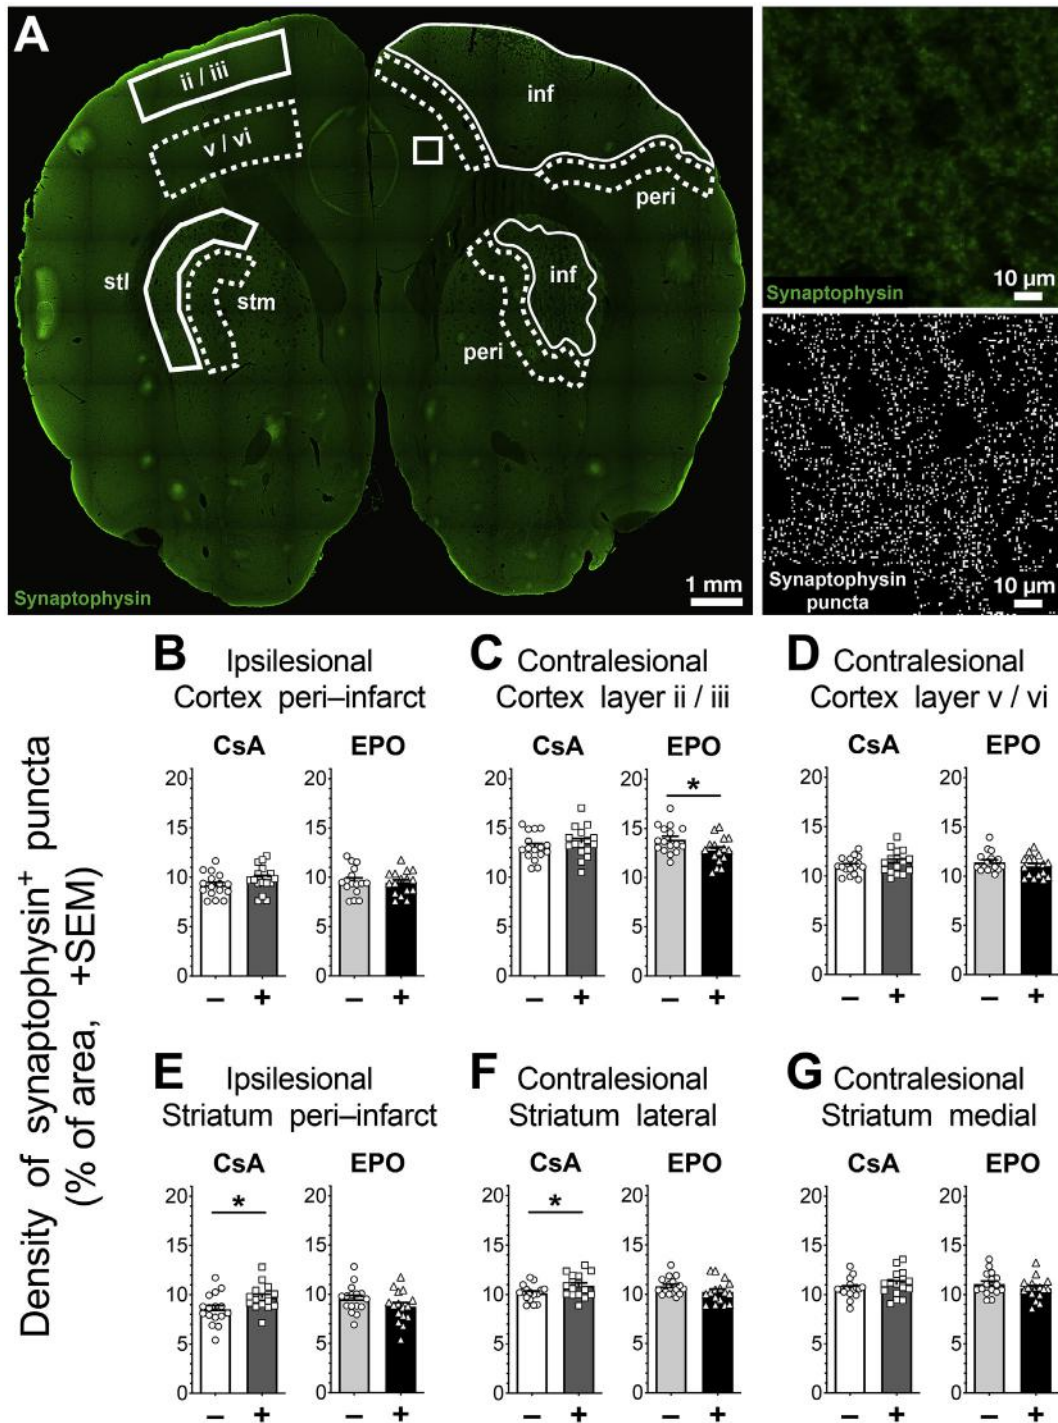 A
ii / iii
v / vi
stl
stm
inf
peri
inf
peri
Synaptophysin
1 mm
Synaptophysin
10 µm
Synaptophysin
puncta
10 µm
Density of synaptophysin+ puncta
(% of area, +SEM)
B Ipsilesional
Cortex peri–infarct
CsA EPO
20 20
15 15
10 10
5 5
0 0
– + – +
C Contralesional
Cortex layer ii / iii
CsA EPO
*
20 20
15 15
10 10
5 5
0 0
– + – +
D Contralesional
Cortex layer v / vi
CsA EPO
20 20
15 15
10 10
5 5
0 0
– + – +
E Ipsilesional
Striatum peri–infarct
CsA EPO
*
20 20
15 15
10 10
5 5
0 0
– + – +
F Contralesional
Striatum lateral
CsA EPO
*
20 20
15 15
10 10
5 5
0 0
– + – +
G Contralesional
Striatum medial
CsA EPO
20 20
15 15
10 10
5 5
0 0
– + – +